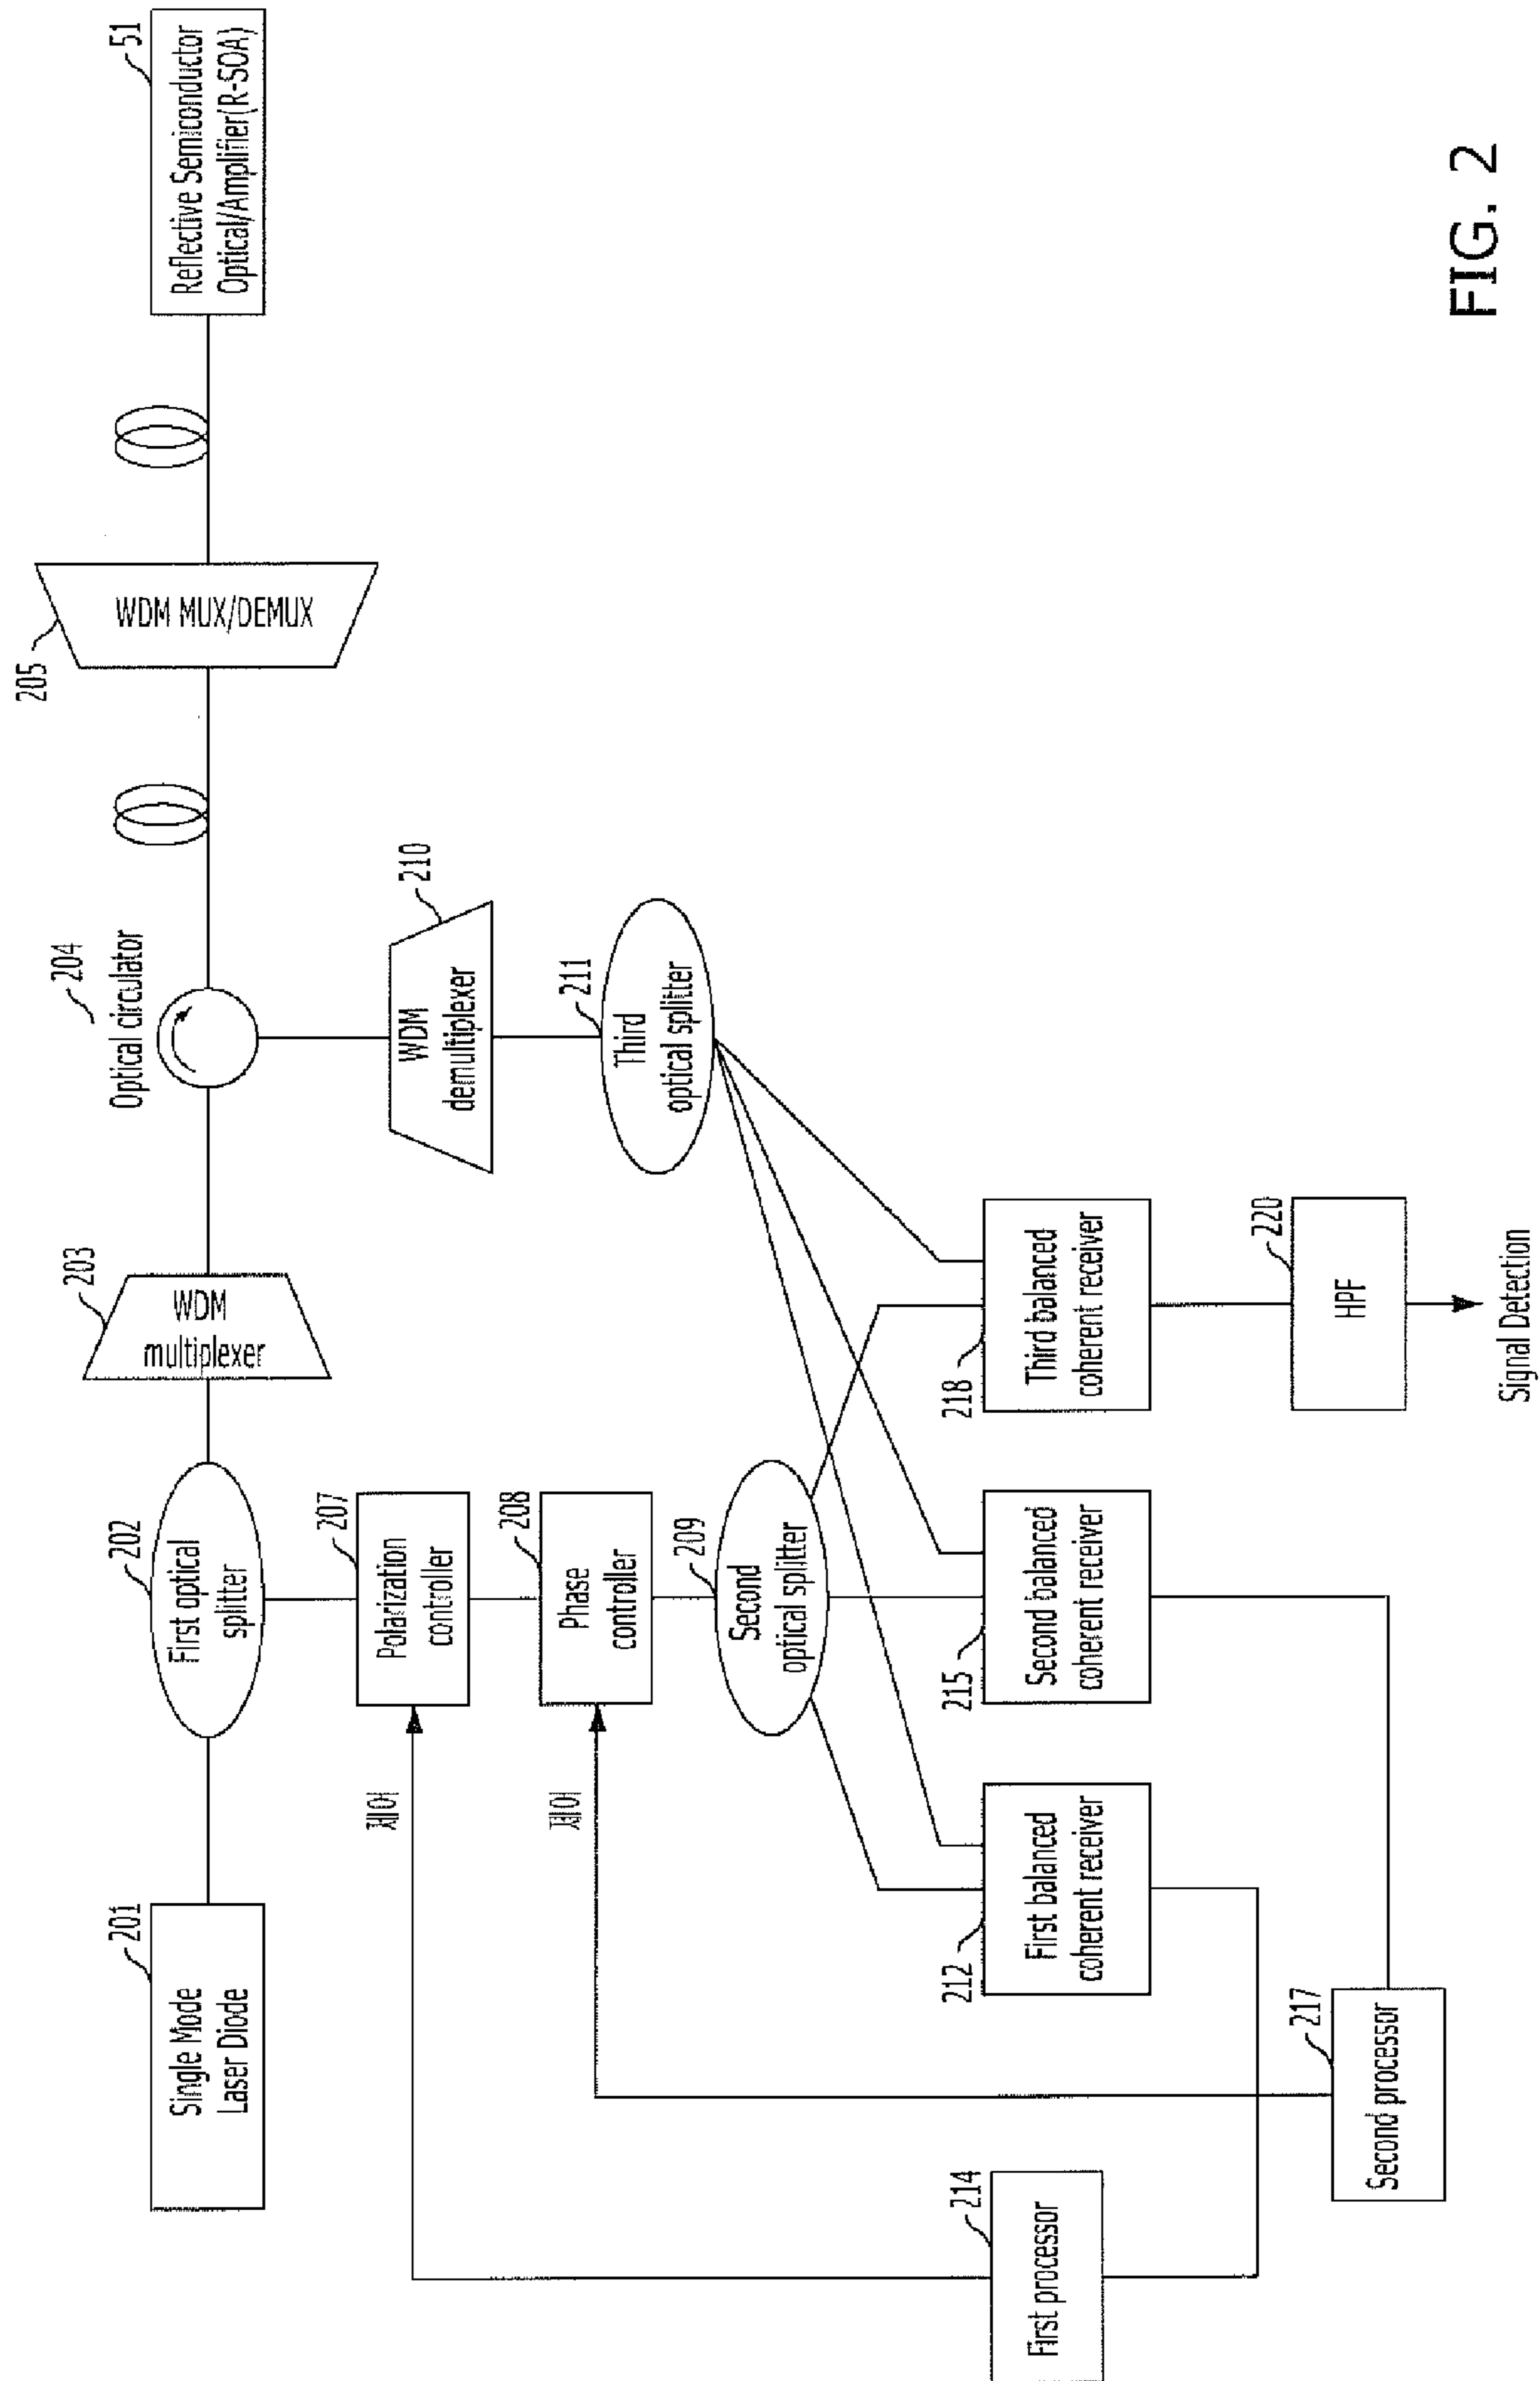 201
Single Mode
Laser Diode
202
First optical
splitter
203
WDM
multiplexer
204
Optical circulator
205
WDM MUX/DEMUX
51
Reflective Semiconductor
Optical/Amplifier(R-SOA)
제어
207
Polarization
controller
210
WDM
demultiplexer
제어
208
Phase
controller
211
Third
optical splitter
209
Second
optical splitter
214
First processor
212
First balanced
coherent receiver
215
Second balanced
coherent receiver
218
Third balanced
coherent receiver
217
Second processor
220
HPF
Signal Detection
FIG. 2